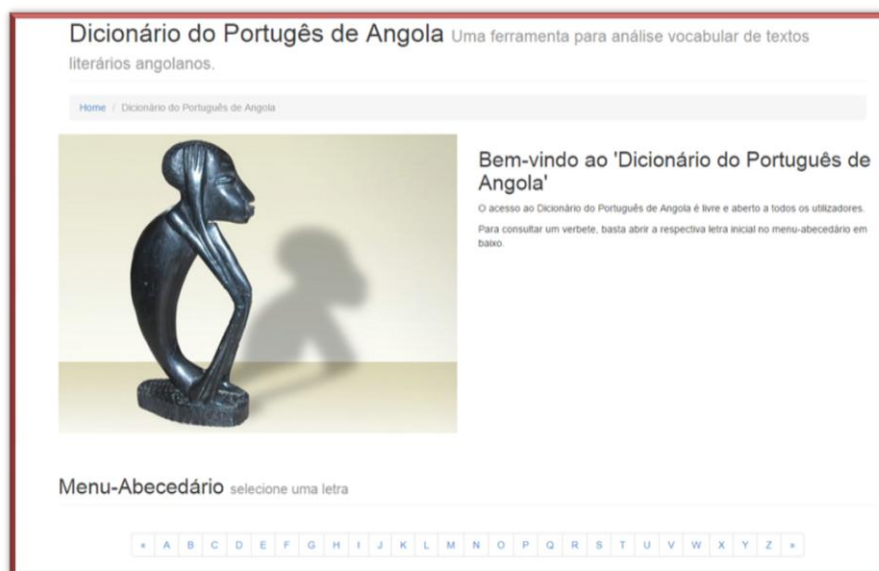 Dicionário do Portugês de Angola Uma ferramenta para análise vocabular de textos
literários angolanos.
Home / Dicionário do Português de Angola
Bem-vindo ao 'Dicionário do Português de
Angola'
O acesso ao Dicionário do Português de Angola é livre e aberto a todos os utilizadores.
Para consultar um verbete, basta abrir a respectiva letra inicial no menu-abecedário em
baixo.
Menu-Abecedário selecione uma letra
« A B C D E F G H I J K L M N O P Q R S T U V W X Y Z »